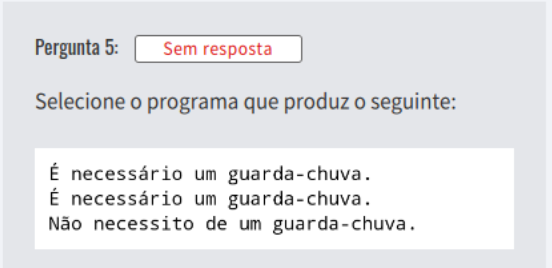 Pergunta 5: Sem resposta
Selecione o programa que produz o seguinte:
É necessário um guarda-chuva.
É necessário um guarda-chuva.
Não necessito de um guarda-chuva.